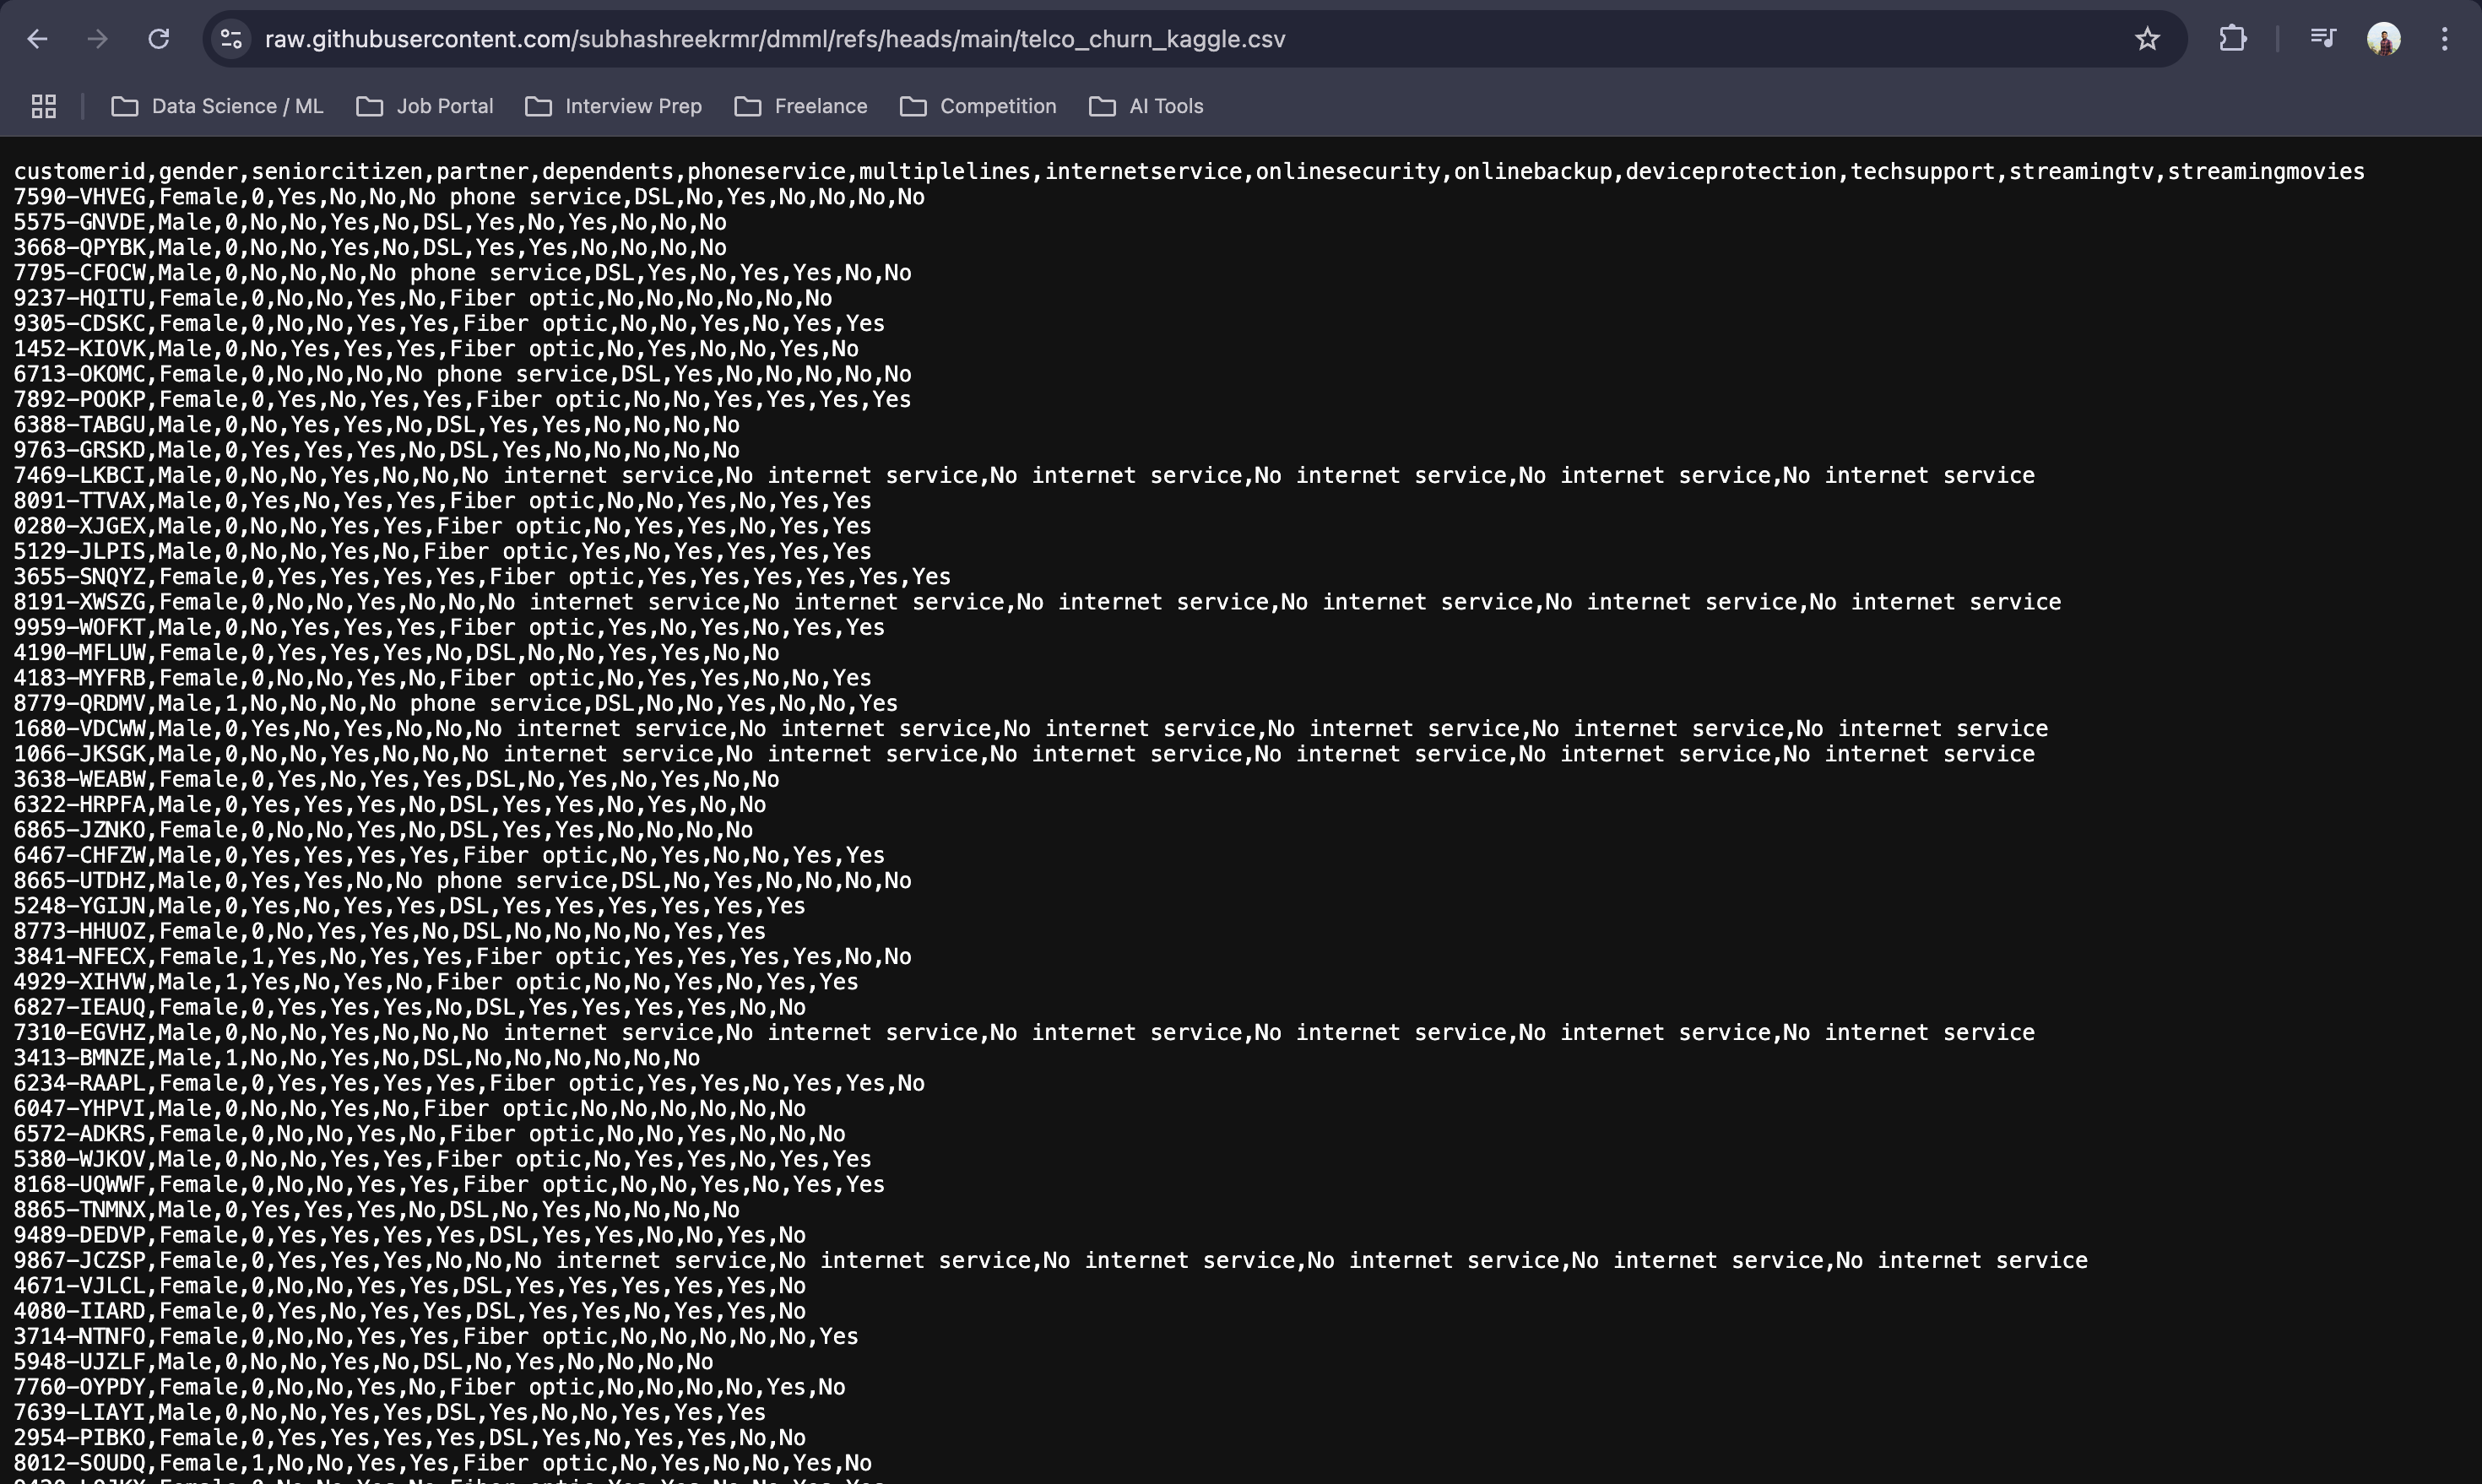 raw.githubusercontent.com/subhashreekrmr/dmml/refs/heads/main/telco_churn_kaggle.csv
Data Science / ML Job Portal Interview Prep Freelance Competition AI Tools
customerid,gender,seniorcitizen,partner,dependents,phoneservice,multiplelines,internetservice,onlinesecurity,onlinebackup,deviceprotection,techsupport,streamingtv,streamingmovies
7590-VHVEG,Female,0,Yes,No,No,No phone service,DSL,No,Yes,No,No,No,No
5575-GNVDE,Male,0,No,No,Yes,No,DSL,Yes,No,Yes,No,No,No
3668-QPYBK,Male,0,No,No,Yes,No,DSL,Yes,Yes,No,No,No,No
7795-CFOCW,Male,0,No,No,No,No phone service,DSL,Yes,No,Yes,Yes,No,No
9237-HQITU,Female,0,No,No,Yes,No,Fiber optic,No,No,No,No,No,No
9305-CDSKC,Female,0,No,No,Yes,Yes,Fiber optic,No,No,Yes,No,Yes,Yes
1452-KIOVK,Male,0,No,Yes,Yes,Yes,Fiber optic,No,Yes,No,No,Yes,No
6713-OKOMC,Female,0,No,No,No,No phone service,DSL,Yes,No,No,No,No,No
7892-POOKP,Female,0,Yes,No,Yes,Yes,Fiber optic,No,No,Yes,Yes,Yes,Yes
6388-TABGU,Male,0,No,Yes,Yes,No,DSL,Yes,Yes,No,No,No,No
9763-GRSKD,Male,0,Yes,Yes,Yes,No,DSL,Yes,No,No,No,No,No
7469-LKBCI,Male,0,No,No,Yes,No,No,No internet service,No internet service,No internet service,No internet service,No internet service,No internet service
8091-TTVAX,Male,0,Yes,No,Yes,Yes,Fiber optic,No,No,Yes,No,Yes,Yes
0280-XJGEX,Male,0,No,No,Yes,Yes,Fiber optic,No,Yes,Yes,No,Yes,Yes
5129-JLPIS,Male,0,No,No,Yes,No,Fiber optic,Yes,No,Yes,Yes,Yes,Yes
3655-SNQYZ,Female,0,Yes,Yes,Yes,Yes,Fiber optic,Yes,Yes,Yes,Yes,Yes,Yes
8191-XWSZG,Female,0,No,No,Yes,No,No,No internet service,No internet service,No internet service,No internet service,No internet service,No internet service
9959-WOFKT,Male,0,No,Yes,Yes,Yes,Fiber optic,Yes,No,Yes,No,Yes,Yes
4190-MFLUW,Female,0,Yes,Yes,Yes,No,DSL,No,No,Yes,Yes,No,No
4183-MYFRB,Female,0,No,No,Yes,No,Fiber optic,No,Yes,Yes,No,No,Yes
8779-QRDMV,Male,1,No,No,No,No phone service,DSL,No,No,Yes,No,No,Yes
1680-VDCWW,Male,0,Yes,No,Yes,No,No,No internet service,No internet service,No internet service,No internet service,No internet service,No internet service
1066-JKSGK,Male,0,No,No,Yes,No,No,No internet service,No internet service,No internet service,No internet service,No internet service,No internet service
3638-WEABW,Female,0,Yes,No,Yes,Yes,DSL,No,Yes,No,Yes,No,No
6322-HRPFA,Male,0,Yes,Yes,Yes,No,DSL,Yes,Yes,No,Yes,No,No
6865-JZNKO,Female,0,No,No,Yes,No,DSL,Yes,Yes,No,No,No,No
6467-CHFZW,Male,0,Yes,Yes,Yes,Yes,Fiber optic,No,Yes,No,No,Yes,Yes
8665-UTDHZ,Male,0,Yes,Yes,No,No phone service,DSL,No,Yes,No,No,No,No
5248-YGIJN,Male,0,Yes,No,Yes,Yes,DSL,Yes,Yes,Yes,Yes,Yes,Yes
8773-HHUOZ,Female,0,No,Yes,Yes,No,DSL,No,No,No,No,Yes,Yes
3841-NFECX,Female,1,Yes,No,Yes,Yes,Fiber optic,Yes,Yes,Yes,Yes,No,No
4929-XIHVW,Male,1,Yes,No,Yes,No,Fiber optic,No,No,Yes,No,Yes,Yes
6827-IEAUQ,Female,0,Yes,Yes,Yes,No,DSL,Yes,Yes,Yes,Yes,No,No
7310-EGVHZ,Male,0,No,No,Yes,No,No,No internet service,No internet service,No internet service,No internet service,No internet service,No internet service
3413-BMNZE,Male,1,No,No,Yes,No,DSL,No,No,No,No,No,No
6234-RAAPL,Female,0,Yes,Yes,Yes,Yes,Fiber optic,Yes,Yes,No,Yes,Yes,No
6047-YHPVI,Male,0,No,No,Yes,No,Fiber optic,No,No,No,No,No,No
6572-ADKRS,Female,0,No,No,Yes,No,Fiber optic,No,No,Yes,No,No,No
5380-WJKOV,Male,0,No,No,Yes,Yes,Fiber optic,No,Yes,Yes,No,Yes,Yes
8168-UQWWF,Female,0,No,No,Yes,Yes,Fiber optic,No,No,Yes,No,Yes,Yes
8865-TNMNX,Male,0,Yes,Yes,Yes,No,DSL,No,Yes,No,No,No,No
9489-DEDVP,Female,0,Yes,Yes,Yes,Yes,DSL,Yes,Yes,No,No,Yes,No
9867-JCZSP,Female,0,Yes,Yes,Yes,No,No,No internet service,No internet service,No internet service,No internet service,No internet service,No internet service
4671-VJLCL,Female,0,No,No,Yes,Yes,DSL,Yes,Yes,Yes,Yes,Yes,No
4080-IIARD,Female,0,Yes,No,Yes,Yes,DSL,Yes,Yes,No,Yes,Yes,No
3714-NTNFO,Female,0,No,No,Yes,Yes,Fiber optic,No,No,No,No,No,Yes
5948-UJZLF,Male,0,No,No,Yes,No,DSL,No,Yes,No,No,No,No
7760-OYPDY,Female,0,No,No,Yes,No,Fiber optic,No,No,No,No,Yes,No
7639-LIAYI,Male,0,No,No,Yes,Yes,DSL,Yes,No,No,Yes,Yes,Yes
2954-PIBKO,Female,0,Yes,Yes,Yes,Yes,DSL,Yes,No,Yes,Yes,No,No
8012-SOUDQ,Female,1,No,No,Yes,Yes,Fiber optic,No,Yes,No,No,Yes,No